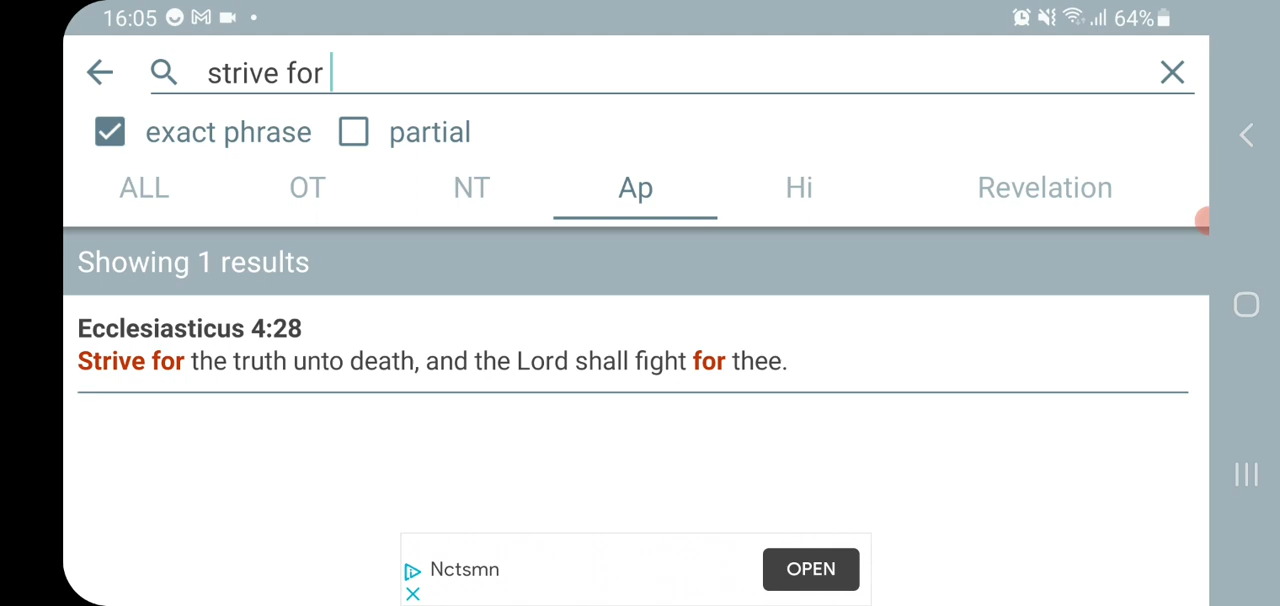 16:05 64%
strive for
exact phrase partial
ALL OT NT Ap Hi Revelation
Showing 1 results
Ecclesiasticus 4:28
Strive for the truth unto death, and the Lord shall fight for thee.
Nctsmn OPEN